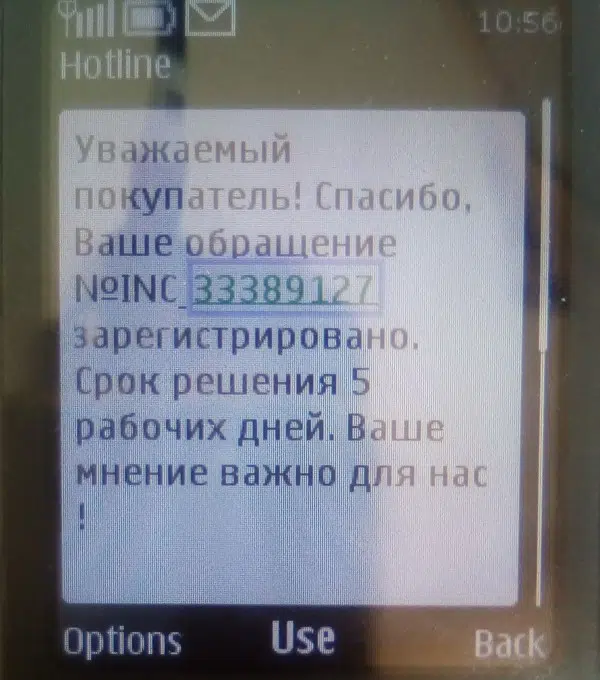 10:56
Hotline
Уважаемый
покупатель! Спасибо,
Ваше обращение
№INC_33389127
зарегистрировано.
Срок решения 5
рабочих дней. Ваше
мнение важно для нас
!
Options Use Back